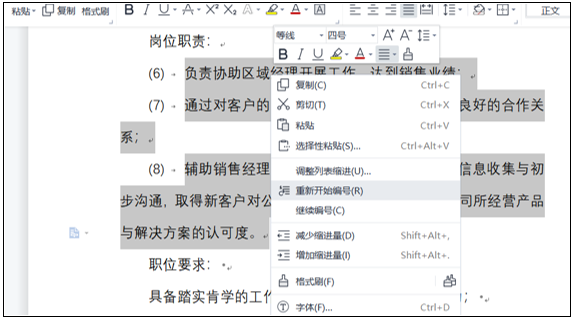 粘贴 复制 格式刷 B I U A X² X₂ A A A 正文
等线 四号 A⁺ A⁻
岗位职责:
B I U A
(6) 负责协助区域经理开展工作,达到销售业绩;
复制(C) Ctrl+C
(7) 通过对客户的 良好的合作关
剪切(T) Ctrl+X
粘贴 Ctrl+V
系;
选择性粘贴(S)... Ctrl+Alt+V
(8) 辅助销售经理 信息收集与初
调整列表缩进(U)...
重新开始编号(R)
步沟通,取得新客户对公 司所经营产品
继续编号(C)
与解决方案的认可度。
减少缩进量(D) Shift+Alt+,
增加缩进量(I) Shift+Alt+.
职位要求:
格式刷(F)
具备踏实肯学的工作
字体(F)... Ctrl+D